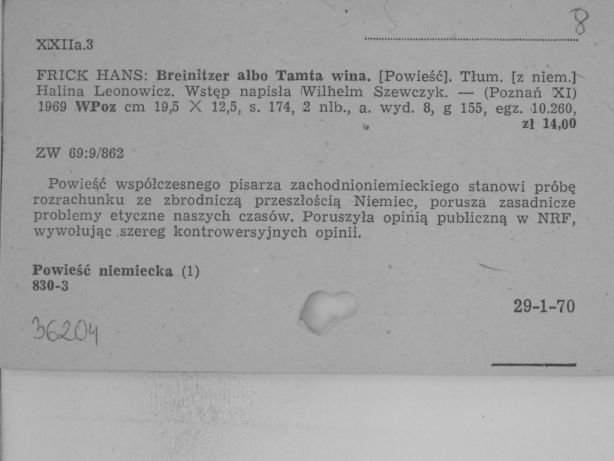 8
XXIIa.3
FRICK HANS: Breinitzer albo Tamta wina. [Powieść]. Tłum. [z niem.]
Halina Leonowicz. Wstęp napisła Wilhelm Szewczyk. — (Poznań XI)
1969 WPoz cm 19,5 X 12,5, s. 174, 2 nlb., a. wyd. 8, g 155, egz. 10.260,
zł 14,00
ZW 69:9/862
Powieść współczesnego pisarza zachodnioniemieckiego stanowi próbę
rozrachunku ze zbrodniczą przeszłością Niemiec, porusza zasadnicze
problemy etyczne naszych czasów. Poruszyła opinią publiczną w NRF,
wywołując szereg kontrowersyjnych opinii.
Powieść niemiecka (1)
830-3
29-1-70
36204